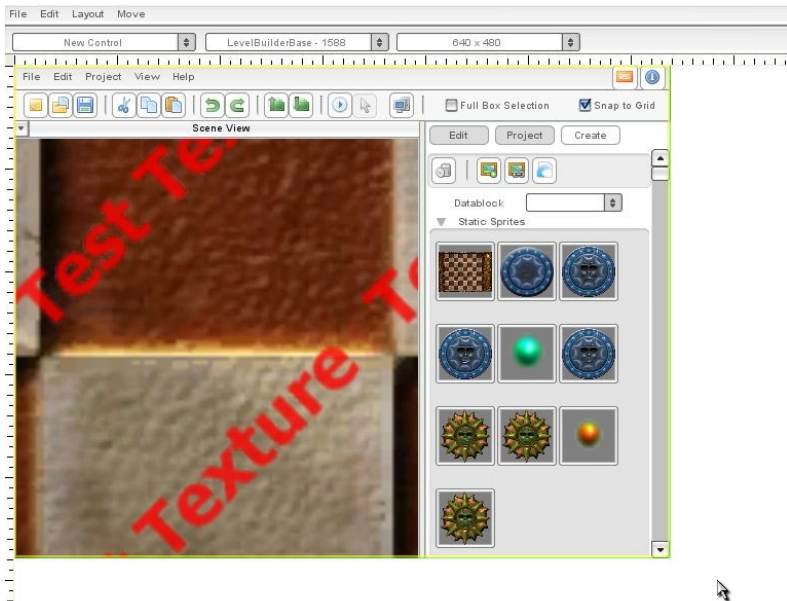 File Edit Layout Move
New Control LevelBuilderBase - 1588 640 x 480
File Edit Project View Help
Full Box Selection Snap to Grid
Scene View
Edit Project Create
Datablock
Static Sprites
Test Te
Te
t Texture